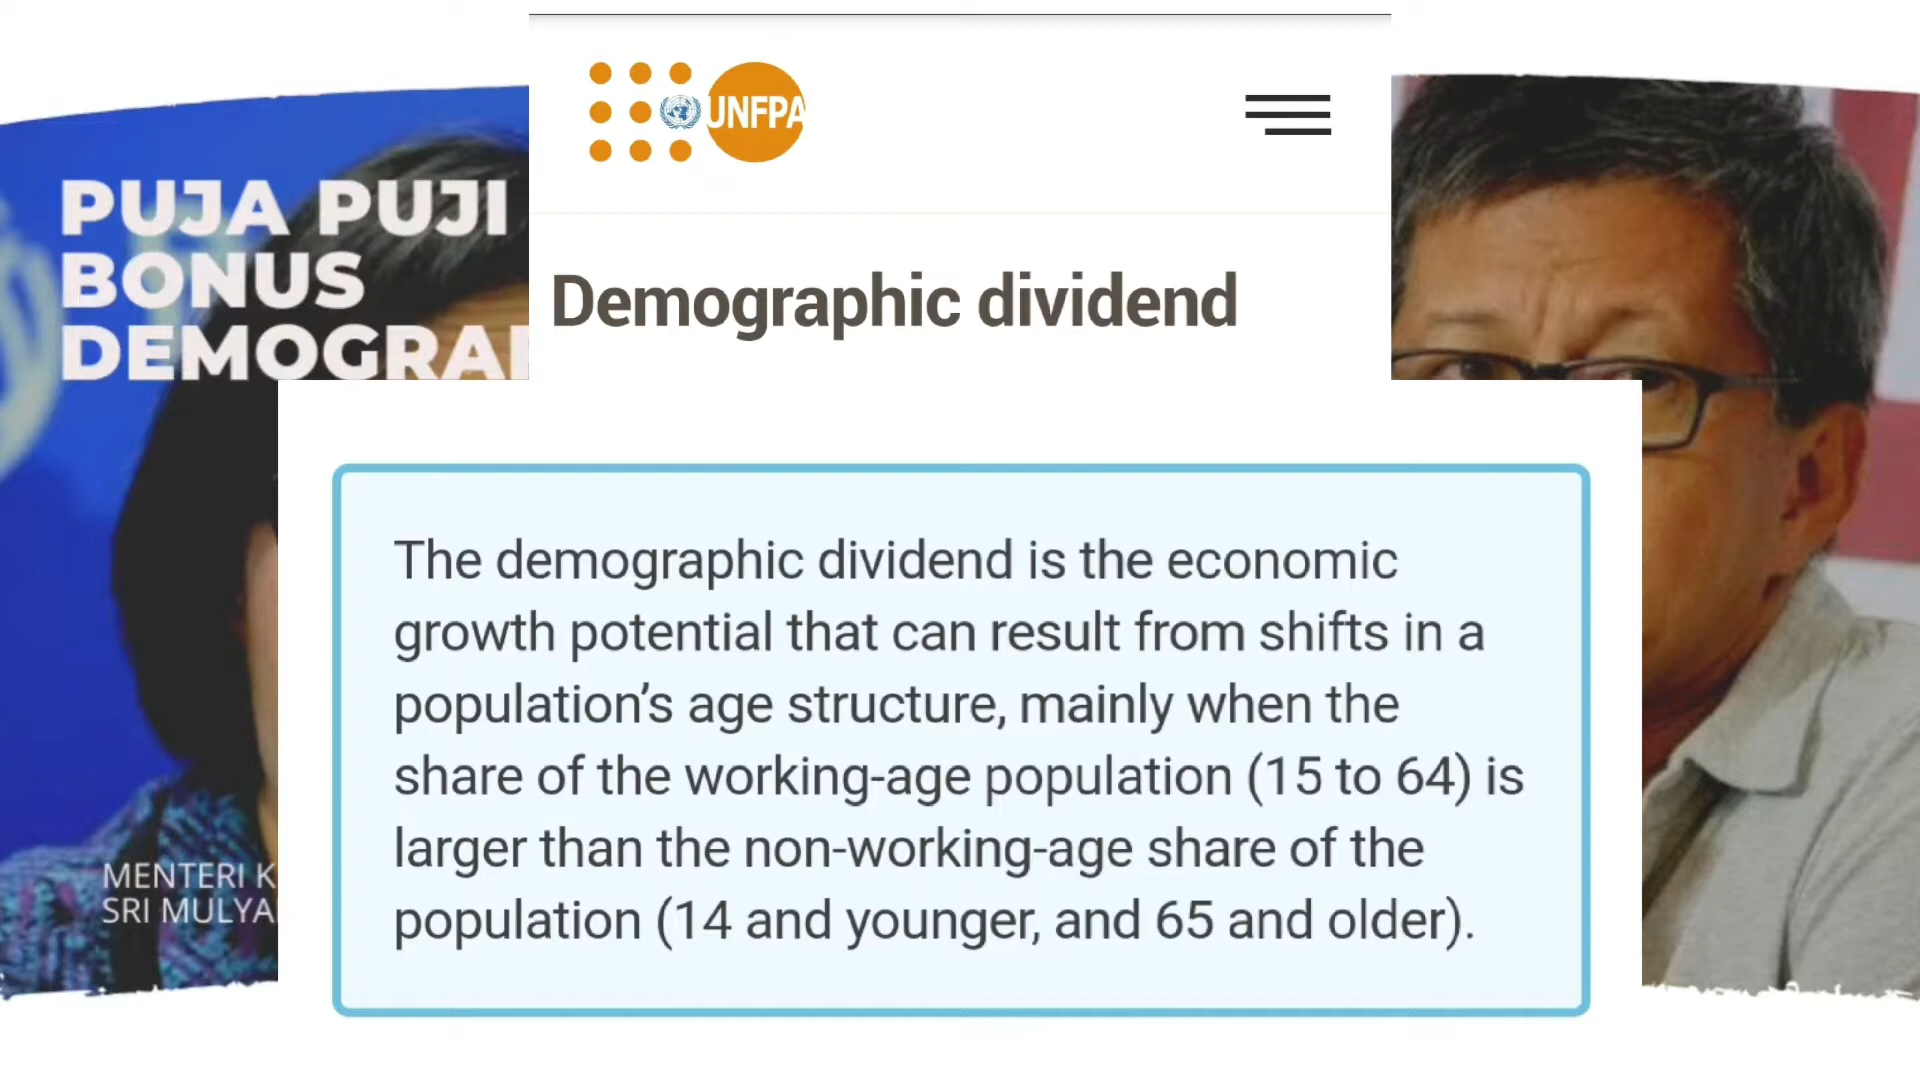 UNFPA
PUJA PUJI
BONUS
Demographic dividend
The demographic dividend is the economic
growth potential that can result from shifts in a
population’s age structure, mainly when the
share of the working-age population (15 to 64) is
larger than the non-working-age share of the
population (14 and younger, and 65 and older).
MENTERI
SRI